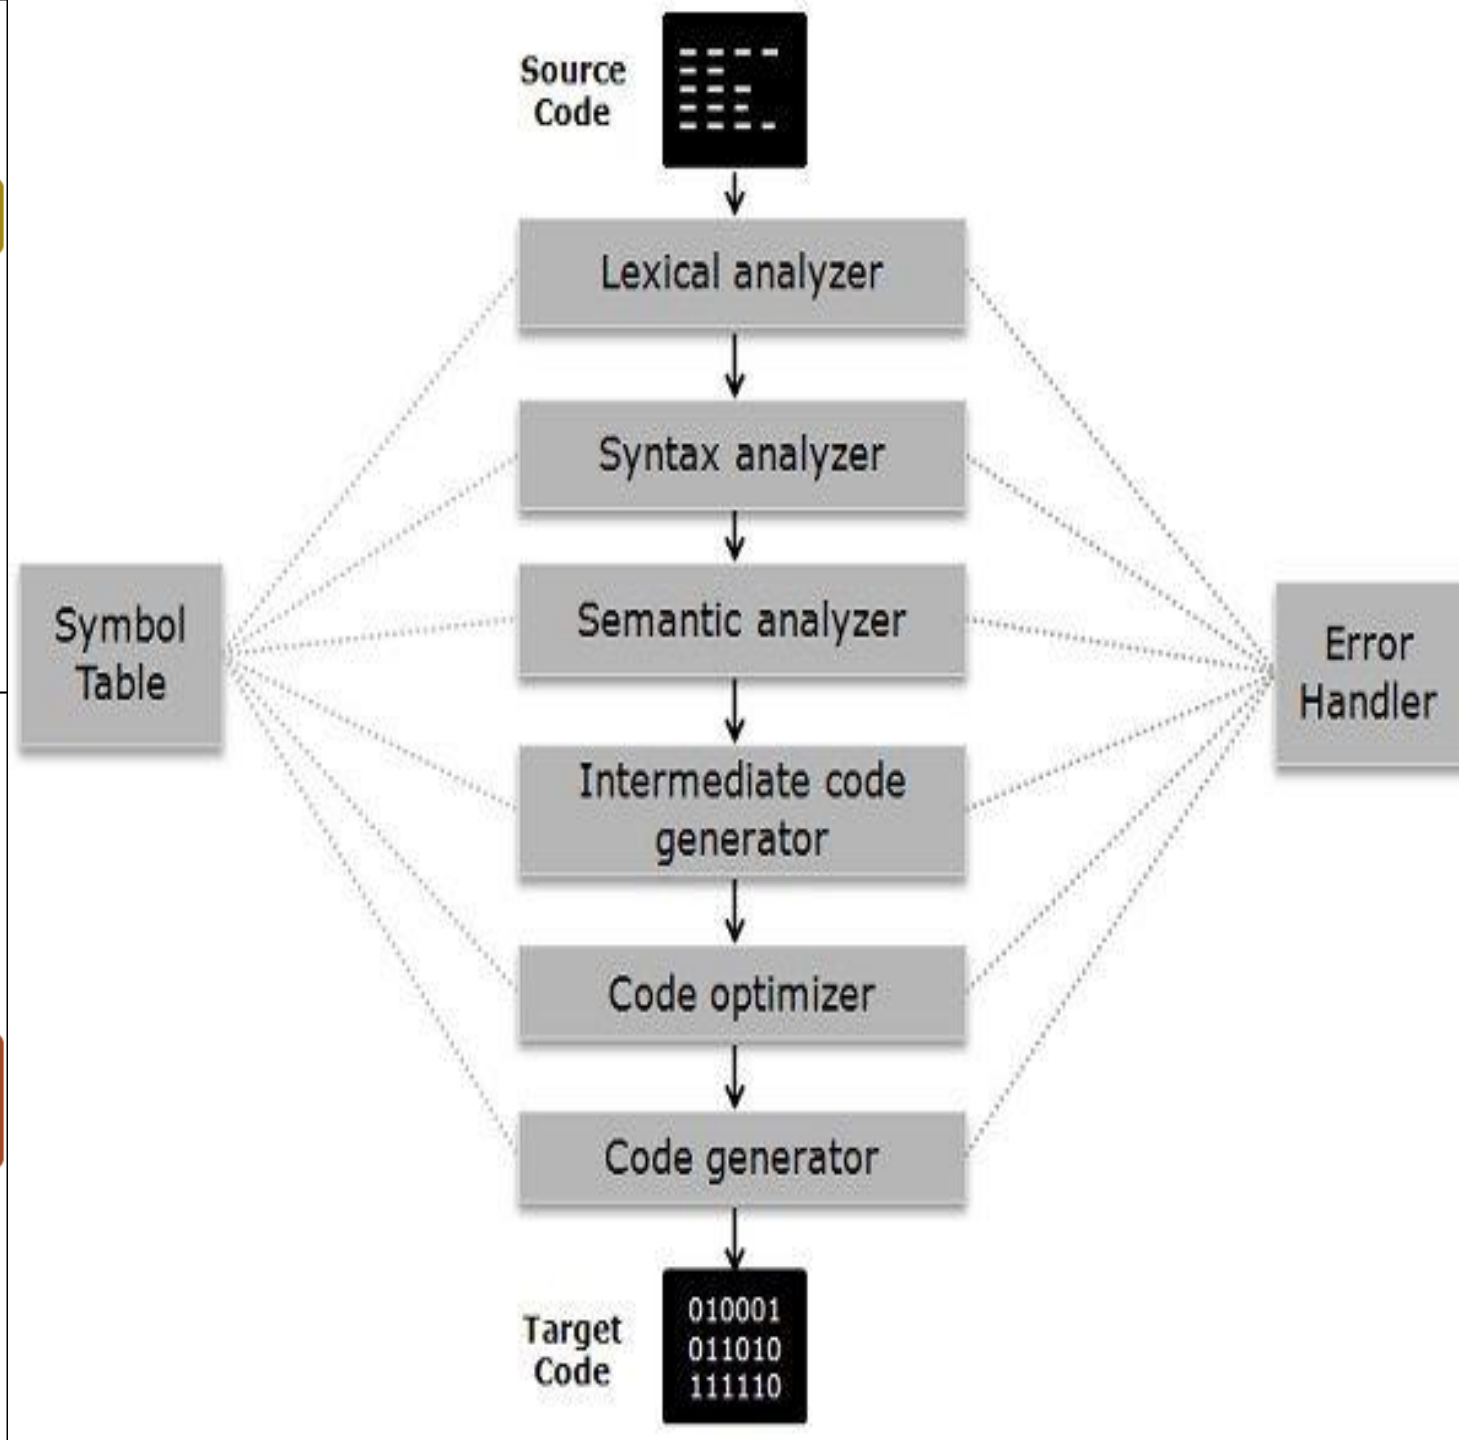 Source
Code
Lexical analyzer
Syntax analyzer
Semantic analyzer
Symbol
Table
Error
Handler
Intermediate code
generator
Code optimizer
Code generator
Target
Code
010001
011010
111110